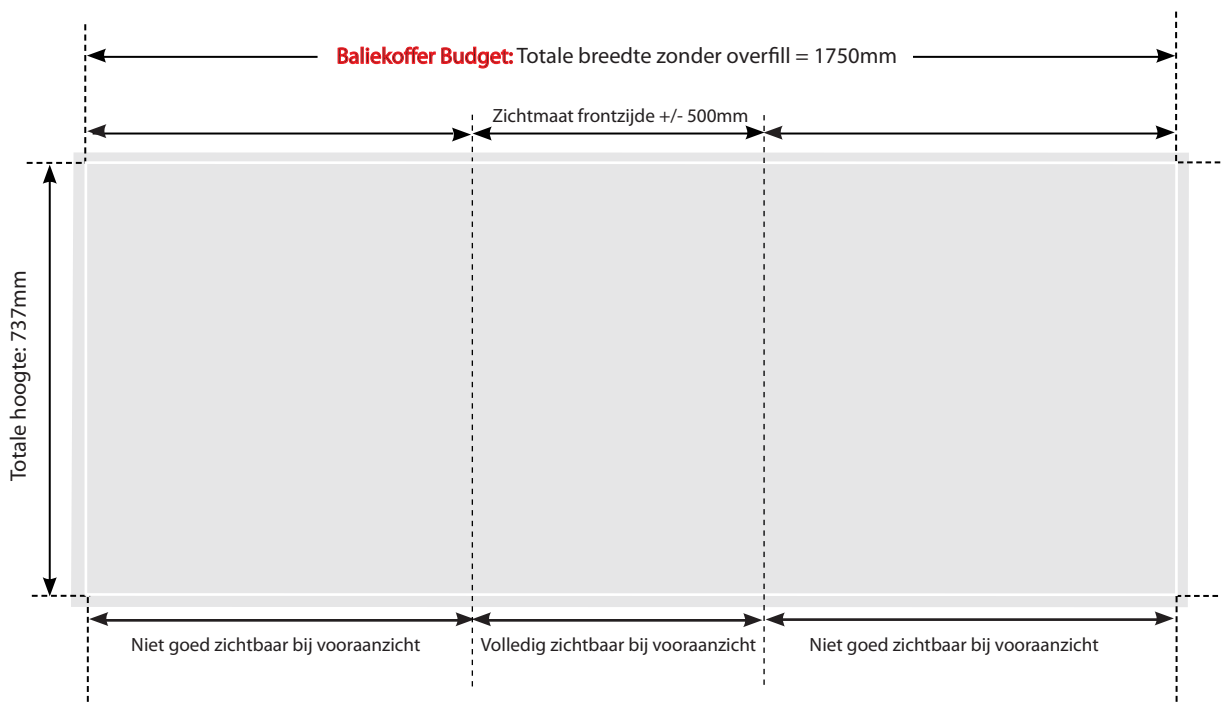 Baliekoffer Budget: Totale breedte zonder overfill = 1750mm
Zichtmaat frontzijde +/- 500mm
Totale hoogte: 737mm
Niet goed zichtbaar bij vooraanzicht
Volledig zichtbaar bij vooraanzicht
Niet goed zichtbaar bij vooraanzicht